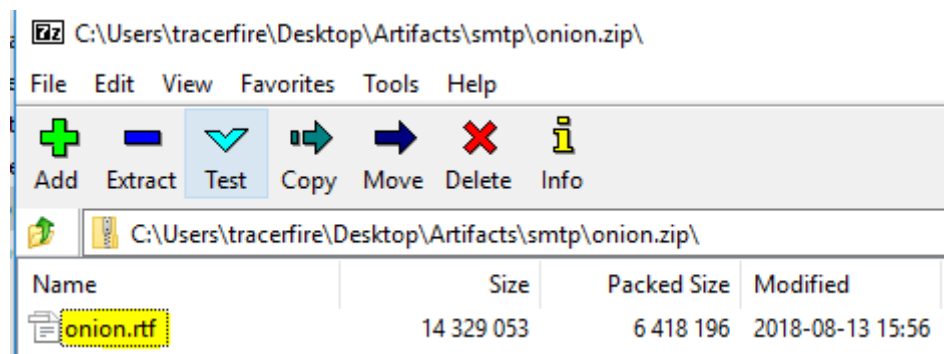 7z C:\Users\tracerfire\Desktop\Artifacts\smtp\onion.zip\
File Edit View Favorites Tools Help
Add Extract Test Copy Move Delete Info
C:\Users\tracerfire\Desktop\Artifacts\smtp\onion.zip\
Name Size Packed Size Modified
onion.rtf 14 329 053 6 418 196 2018-08-13 15:56